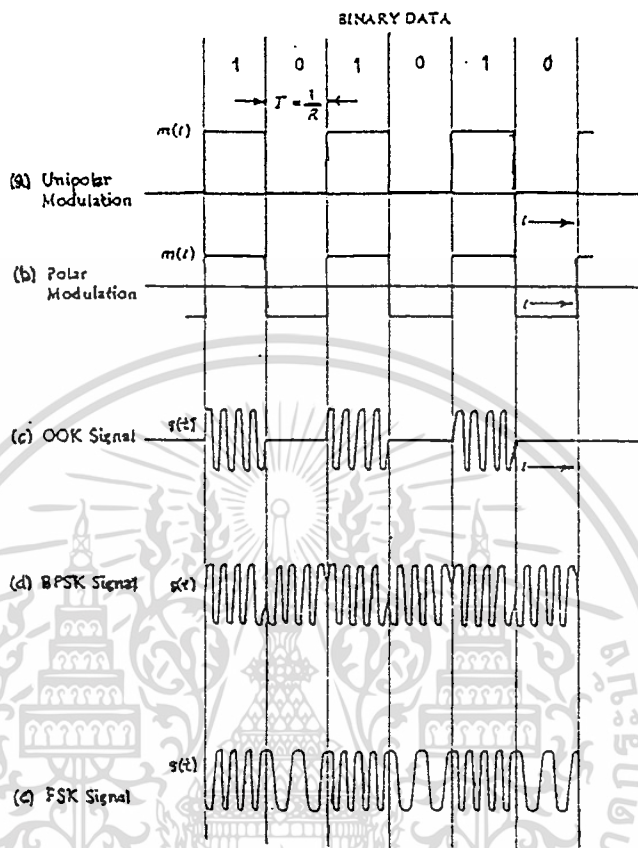 BINARY DATA
1 0 1 0 1 0
T = 1/R
m(t)
(a) Unipolar
Modulation
t
m(t)
(b) Polar
Modulation
t
(c) OOK Signal
s(t)
t
(d) BPSK Signal
s(t)
s(t)
(e) FSK Signal